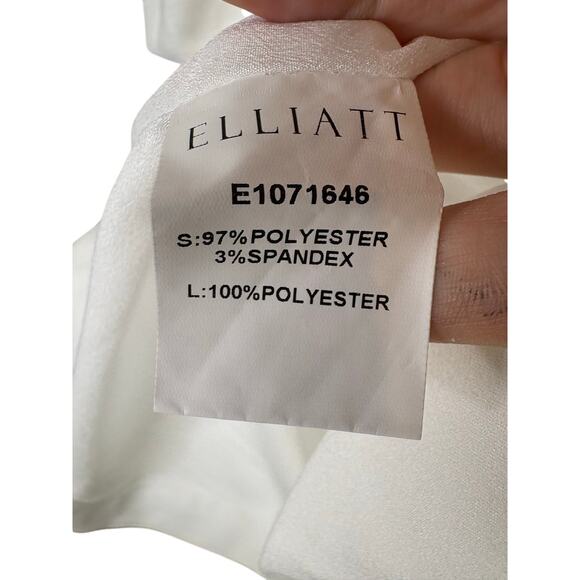 ELLIATT
E1071646
S:97%POLYESTER
3%SPANDEX
L:100%POLYESTER